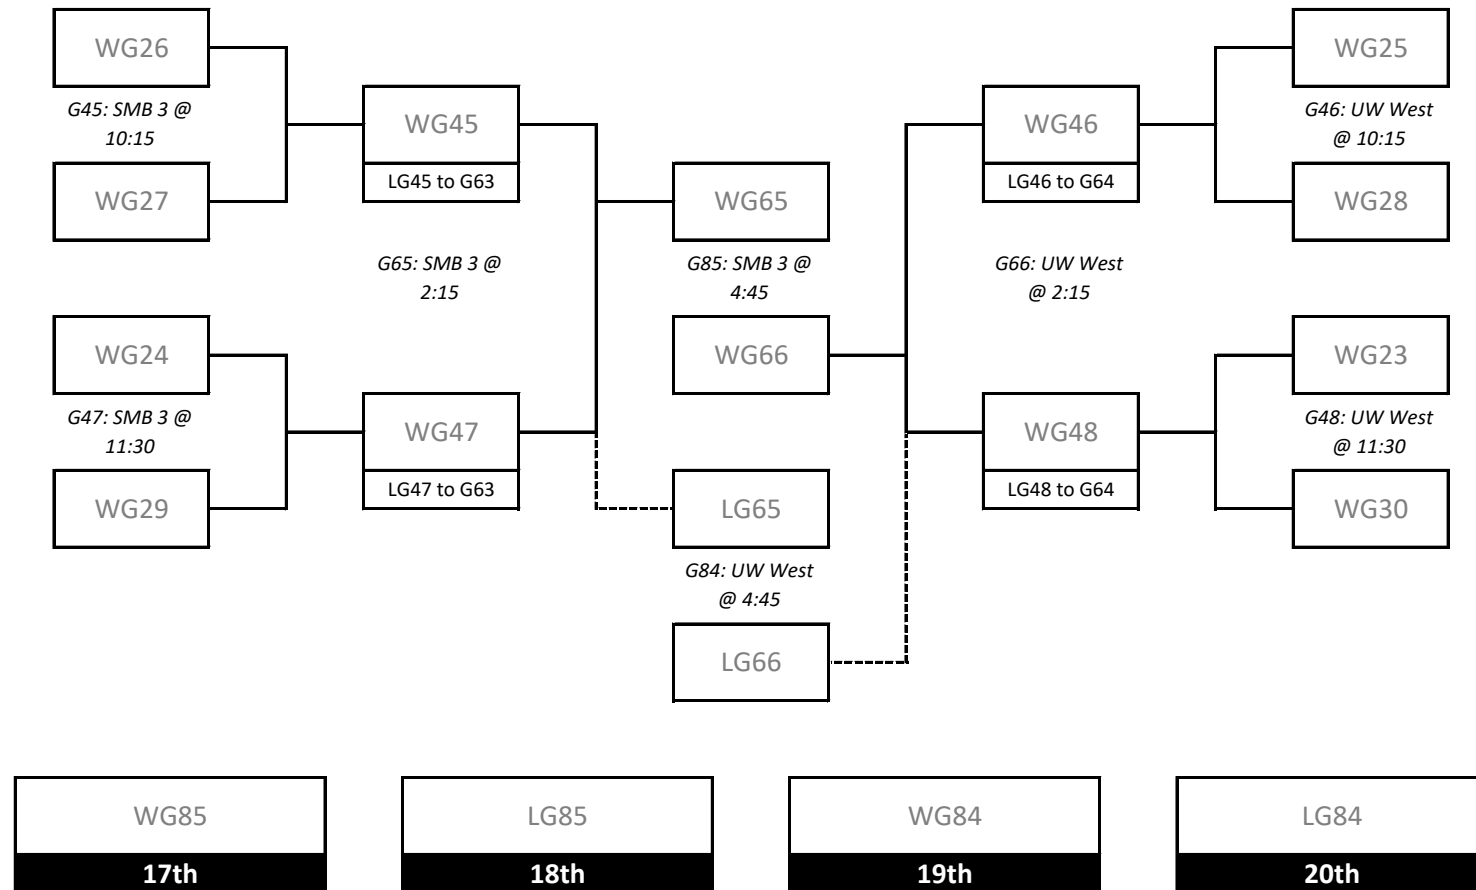 WG26
G45: SMB 3 @
10:15
WG27
WG45
LG45 to G63
G65: SMB 3 @
2:15
WG24
G47: SMB 3 @
11:30
WG29
WG47
LG47 to G63
WG65
G85: SMB 3 @
4:45
WG66
LG65
G84: UW West
@ 4:45
LG66
WG46
LG46 to G64
G66: UW West
@ 2:15
WG48
LG48 to G64
WG25
G46: UW West
@ 10:15
WG28
WG23
G48: UW West
@ 11:30
WG30
WG85
17th
LG85
18th
WG84
19th
LG84
20th